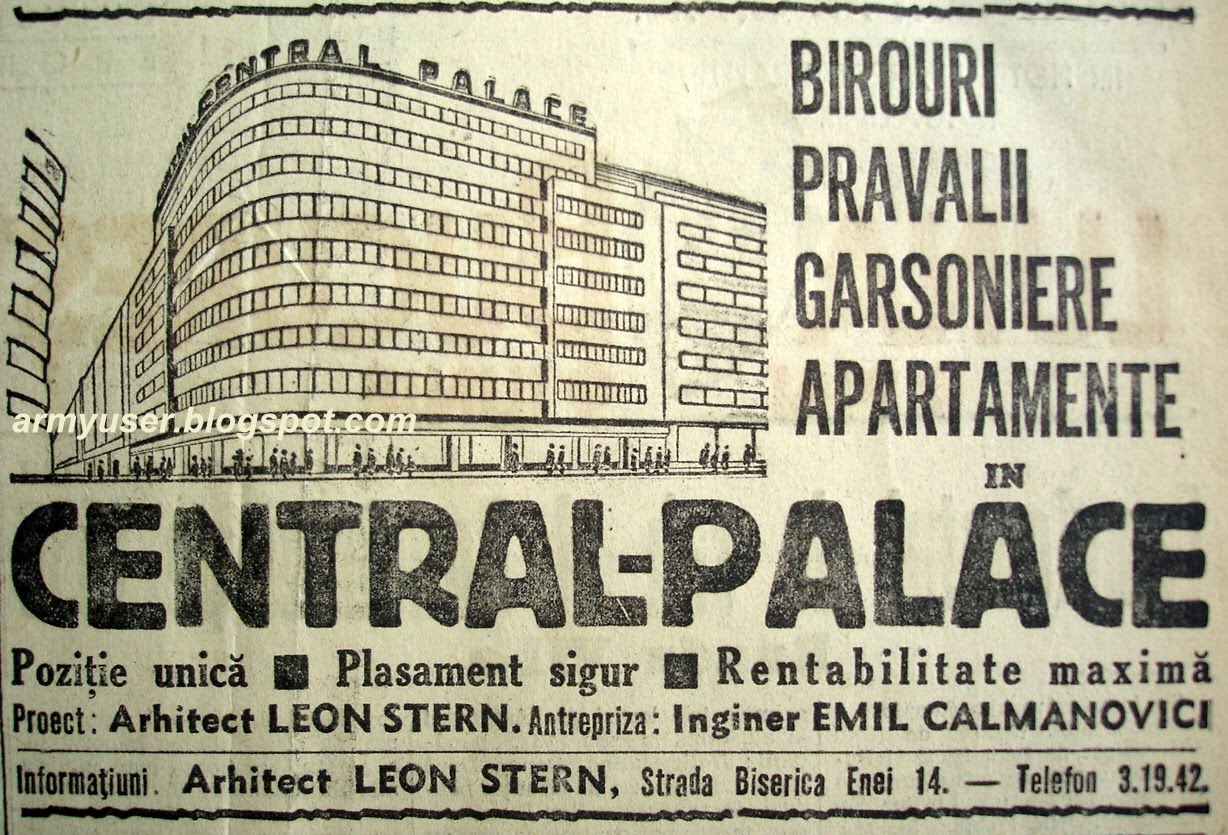 CENTRAL PALACE
BIROURI
PRAVALII
GARSONIERE
APARTAMENTE
IN
armyuser.blogspot.com
CENTRAL-PALACE
Poziție unică ■ Plasament sigur ■ Rentabilitate maximă
Proect: Arhitect LEON STERN. Antrepriza: Inginer EMIL CALMANOVICI
Informațiuni. Arhitect LEON STERN, Strada Biserica Enei 14. — Telefon 3.19.42.